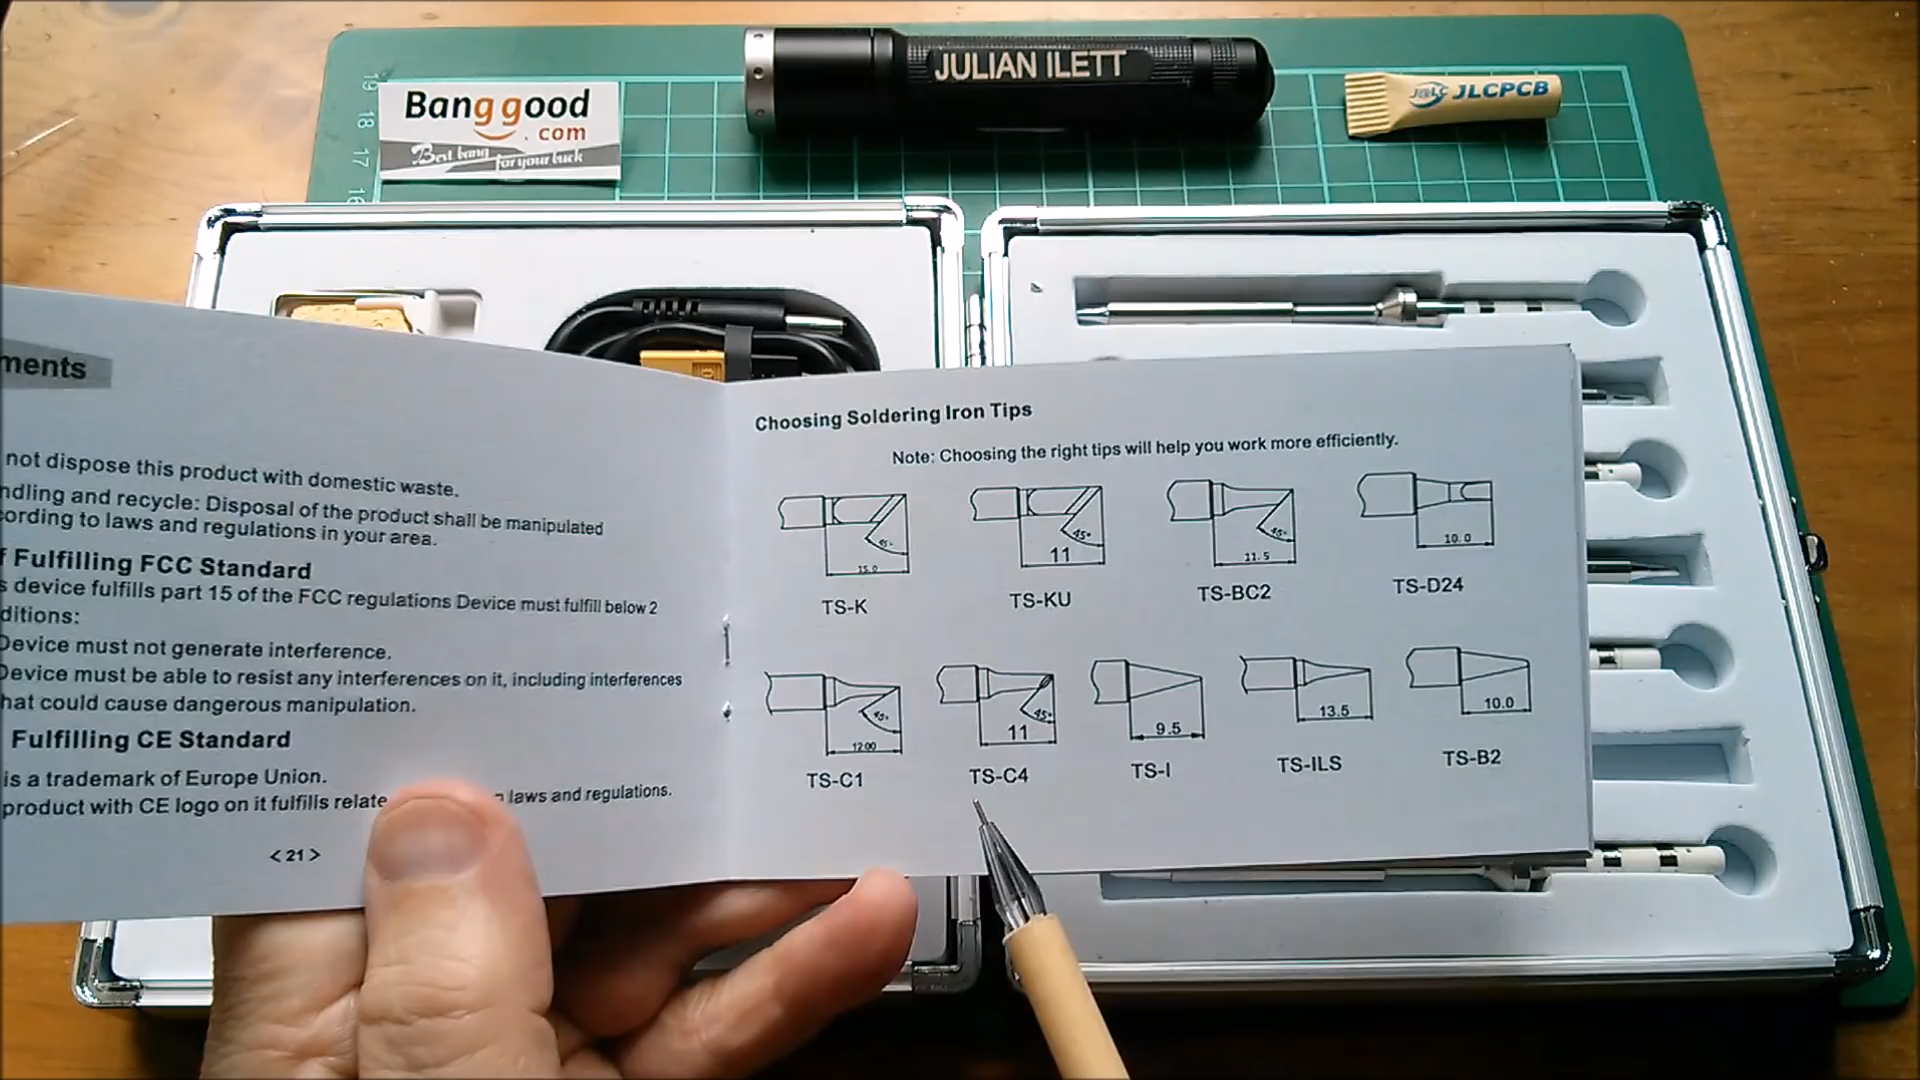 19
18
17
16
Banggood
.com
Best bang for your buck
JULIAN ILETT
J@LC JLCPCB
ments
not dispose this product with domestic waste.
ndling and recycle: Disposal of the product shall be manipulated
cording to laws and regulations in your area.
f Fulfilling FCC Standard
s device fulfills part 15 of the FCC regulations Device must fulfill below 2
ditions:
Device must not generate interference.
Device must be able to resist any interferences on it, including interferences
hat could cause dangerous manipulation.
Fulfilling CE Standard
is a trademark of Europe Union.
product with CE logo on it fulfills relate laws and regulations.
<21>
Choosing Soldering Iron Tips
Note: Choosing the right tips will help you work more efficiently.
45°
15.0
TS-K
45°
11
TS-KU
45°
11.5
TS-BC2
10.0
TS-D24
45°
12.00
TS-C1
45°
11
TS-C4
9.5
TS-I
13.5
TS-ILS
10.0
TS-B2